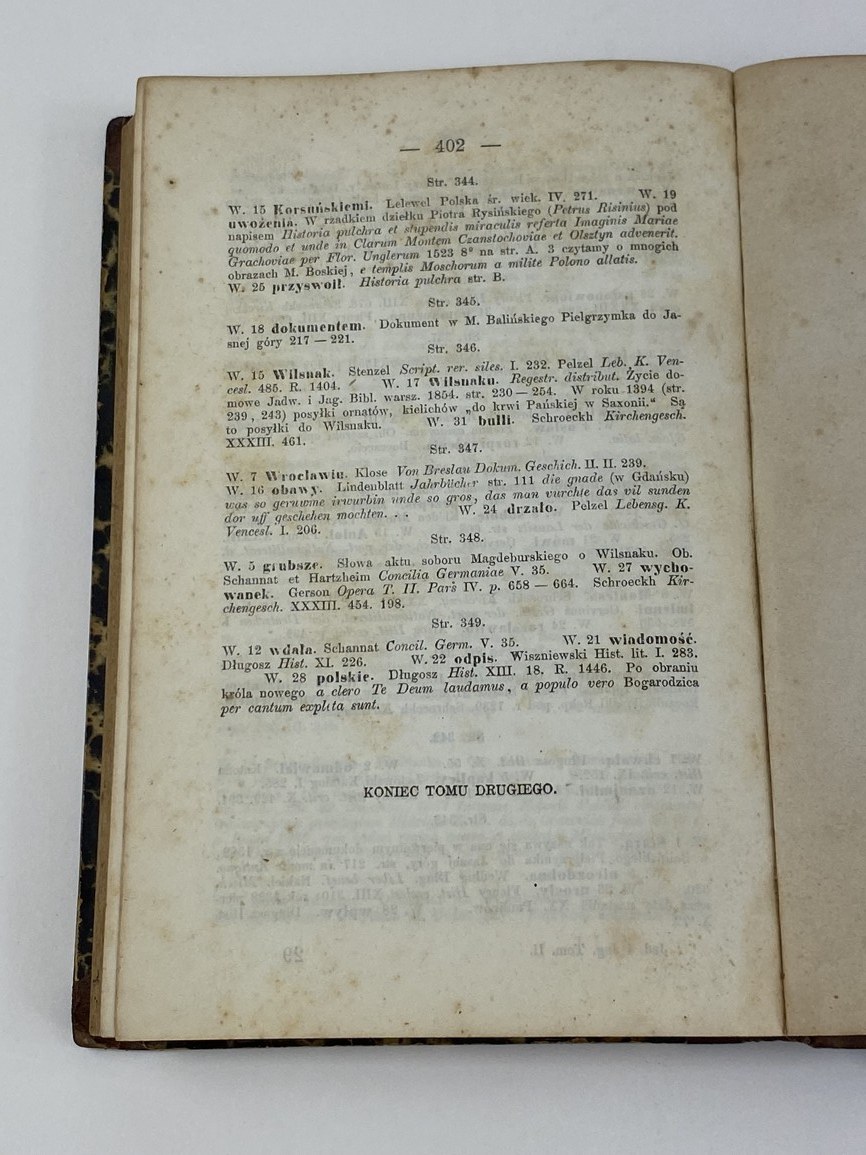 — 402 —
Str. 344.
W. 15 Korsuńskiemi. Lelewel Polska śr. wiek. IV. 271. W. 19
uwożenia. W rzadkiem dziełku Piotra Rysińskiego (Petrus Risinius) pod
napisem Historia pulchra et stupendis miraculis referta Imaginis Mariae
quomodo et unde in Clarum Montem Czanstochoviae et Olsztyn advenerit.
Grachoviae per Flor. Unglerum 1523 8° na str. A. 3 czytamy o mnogich
obrazach M. Boskiej, e templis Moschorum a milite Polono allatis.
W. 25 przyswoił. Historia pulchra str. B.
Str. 345.
W. 18 dokumentem. Dokument w M. Balińskiego Pielgrzymka do Ja-
snej góry 217 — 221.
Str. 346.
W. 15 Wilsnak. Stenzel Script. rer. siles. I. 232. Pelzel Leb. K. Ven-
cesl. 485. R. 1404. W. 17 Wilsnaku. Regestr. distribut. Życie do-
mowe Jadw. i Jag. Bibl. warsz. 1854. str. 230 — 254. W roku 1394 (str.
239, 243) posyłki ornatów, kielichów „do krwi Pańskiej w Saxonii.“ Są
to posyłki do Wilsnaku. W. 31 bulli. Schroeckh Kirchengesch.
XXXIII. 461.
Str. 347.
W. 7 Wrocławiu. Klose Von Breslau Dokum. Geschich. II. II. 239.
W. 16 obawy. Lindenblatt Jahrbücher str. 111 die gnade (w Gdańsku)
was so geruwme irwurbin unde so gros, das man vurchte das vil sunden
dor uff geschehen mochten. . . W. 24 drzało. Pelzel Lebensg. K.
Vencesl. I. 206.
Str. 348.
W. 5 grubsze. Słowa aktu soboru Magdeburskiego o Wilsnaku. Ob.
Schannat et Hartzheim Concilia Germaniae V. 35. W. 27 wycho-
wanek. Gerson Opera T. II. Pars IV. p. 658 — 664. Schroeckh Kir-
chengesch. XXXIII. 454. 198.
Str. 349.
W. 12 wdała. Schannat Concil. Germ. V. 35. W. 21 wiadomość.
Długosz Hist. XI. 226. W. 22 odpis. Wiszniewski Hist. lit. I. 283.
W. 28 polskie. Długosz Hist. XIII. 18. R. 1446. Po obraniu
króla nowego a clero Te Deum laudamus, a populo vero Bogarodzica
per cantum explita sunt.
KONIEC TOMU DRUGIEGO.